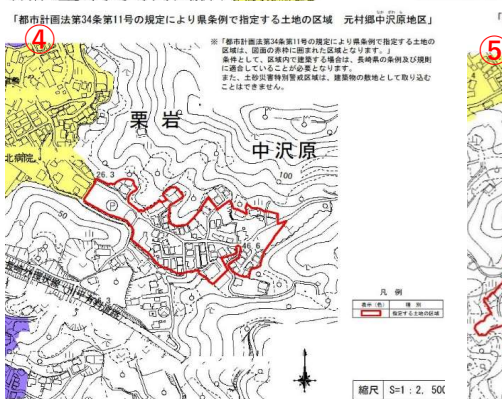 「都市計画法第34条第11号の規定により県条例で指定する土地の区域　元村郷中沢原地区」
④
※「都市計画法第34条第11号の規定により県条例で指定する土地の
区域は、図面の赤枠に囲まれた区域となります。」
条件として、区域内で建築する場合は、長崎県の条例及び規則
に適合していることが必要となります。
また、土砂災害特別警戒区域は、建築物の敷地として取り込む
ことはできません。
⑤
栗岩
中沢原
北病院
26.3
100
P
50
46.6
凡例
表示（色） 種別
指定する土地の区域
縮尺 S=1：2,500